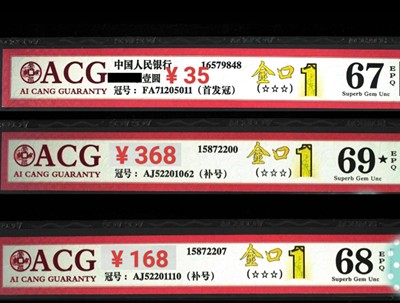 ACG
AI CANG GUARANTY
中国人民银行 16579848
壹圆 ¥35
冠号：FA71205011（首发冠）
金口1
(☆☆☆)
67 EPQ
Superb Gem Unc
ACG
AI CANG GUARANTY
¥368 15872200
冠号：AJ52201062（补号）
金口1
(☆☆☆)
69★ EPQ
Superb Gem Unc
ACG
AI CANG GUARANTY
¥168 15872207
冠号：AJ52201110（补号）
金口1
(☆☆☆)
68 EPQ
Superb Gem Unc